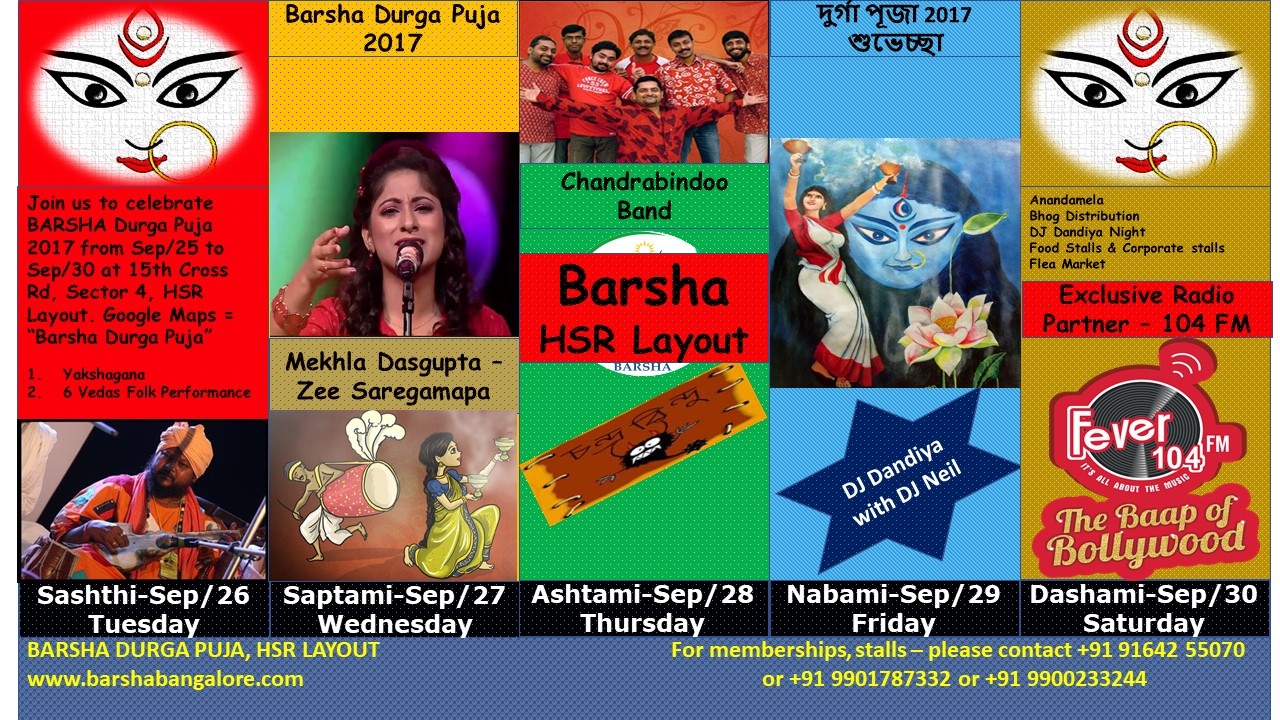 Join us to celebrate
BARSHA Durga Puja
2017 from Sep/25 to
Sep/30 at 15th Cross
Rd, Sector 4, HSR
Layout. Google Maps =
“Barsha Durga Puja”
1. Yakshagana
2. 6 Vedas Folk Performance
Sashthi-Sep/26
Tuesday
Barsha Durga Puja
2017
Mekhla Dasgupta –
Zee Saregamapa
Saptami-Sep/27
Wednesday
Chandrabindoo
Band
Barsha
HSR Layout
BARSHA
চন্দ্রবিন্দু
Ashtami-Sep/28
Thursday
দুর্গা পূজা 2017
শুভেচ্ছা
DJ Dandiya
with DJ Neil
Nabami-Sep/29
Friday
Anandamela
Bhog Distribution
DJ Dandiya Night
Food Stalls & Corporate stalls
Flea Market
Exclusive Radio
Partner – 104 FM
Fever
104 FM
IT'S ALL ABOUT THE MUSIC
The Baap of
Bollywood
Dashami-Sep/30
Saturday
BARSHA DURGA PUJA, HSR LAYOUT
www.barshabangalore.com
For memberships, stalls – please contact +91 91642 55070
or +91 9901787332 or +91 9900233244